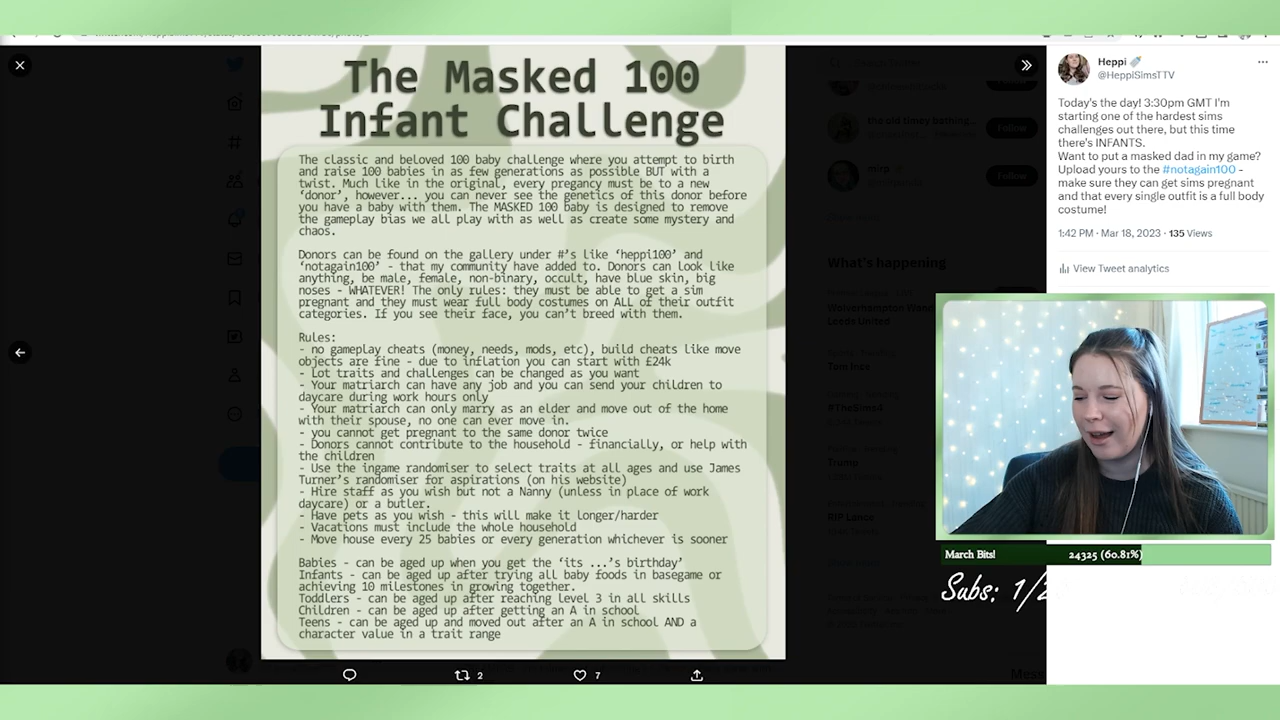 The Masked 100
Infant Challenge
The classic and beloved 100 baby challenge where you attempt to birth
and raise 100 babies in as few generations as possible BUT with a
twist. Much like in the original, every pregancy must be to a new
‘donor’, however... you can never see the genetics of this donor before
you have a baby with them. The MASKED 100 baby is designed to remove
the gameplay bias we all play with as well as create some mystery and
chaos.
Donors can be found on the gallery under #’s like ‘heppi100’ and
‘notagain100’ - that my community have added to. Donors can look like
anything, be male, female, non-binary, occult, have blue skin, big
noses - WHATEVER! The only rules: they must be able to get a sim
pregnant and they must wear full body costumes on ALL of their outfit
categories. If you see their face, you can’t breed with them.
Rules:
- no gameplay cheats (money, needs, mods, etc), build cheats like move
objects are fine - due to inflation you can start with £24k
- Lot traits and challenges can be changed as you want
- Your matriarch can have any job and you can send your children to
daycare during work hours only
- Your matriarch can only marry as an elder and move out of the home
with their spouse, no one can ever move in.
- you cannot get pregnant to the same donor twice
- Donors cannot contribute to the household - financially, or help with
the children
- Use the ingame randomiser to select traits at all ages and use James
Turner’s randomiser for aspirations (on his website)
- Hire staff as you wish but not a Nanny (unless in place of work
daycare) or a butler.
- Have pets as you wish - this will make it longer/harder
- Vacations must include the whole household
- Move house every 25 babies or every generation whichever is sooner
Babies - can be aged up when you get the ‘its ...’s birthday’
Infants - can be aged up after trying all baby foods in basegame or
achieving 10 milestones in growing together.
Toddlers - can be aged up after reaching level 3 in all skills
Children - can be aged up after getting an A in school
Teens - can be aged up and moved out after an A in school AND a
character value in a trait range
2
7
the old timey bathing...
Follow
mirp
Follow
What's happening
Wolverhampton Wand
Leeds United
Tom Ince
#TheSims4
Trump
RIP Lance
Heppi
@HeppiSimsTTV
Today's the day! 3:30pm GMT I'm
starting one of the hardest sims
challenges out there, but this time
there's INFANTS.
Want to put a masked dad in my game?
Upload yours to the #notagain100 -
make sure they can get sims pregnant
and that every single outfit is a full body
costume!
1:42 PM · Mar 18, 2023 · 135 Views
View Tweet analytics
March Bits!
24325 (60.81%)
Subs: 1/2